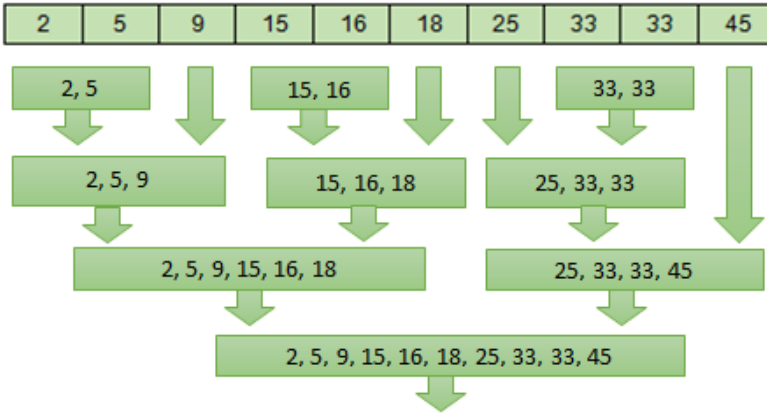 2 5 9 15 16 18 25 33 33 45
2, 5 15, 16 33, 33
2, 5, 9 15, 16, 18 25, 33, 33
2, 5, 9, 15, 16, 18 25, 33, 33, 45
2, 5, 9, 15, 16, 18, 25, 33, 33, 45